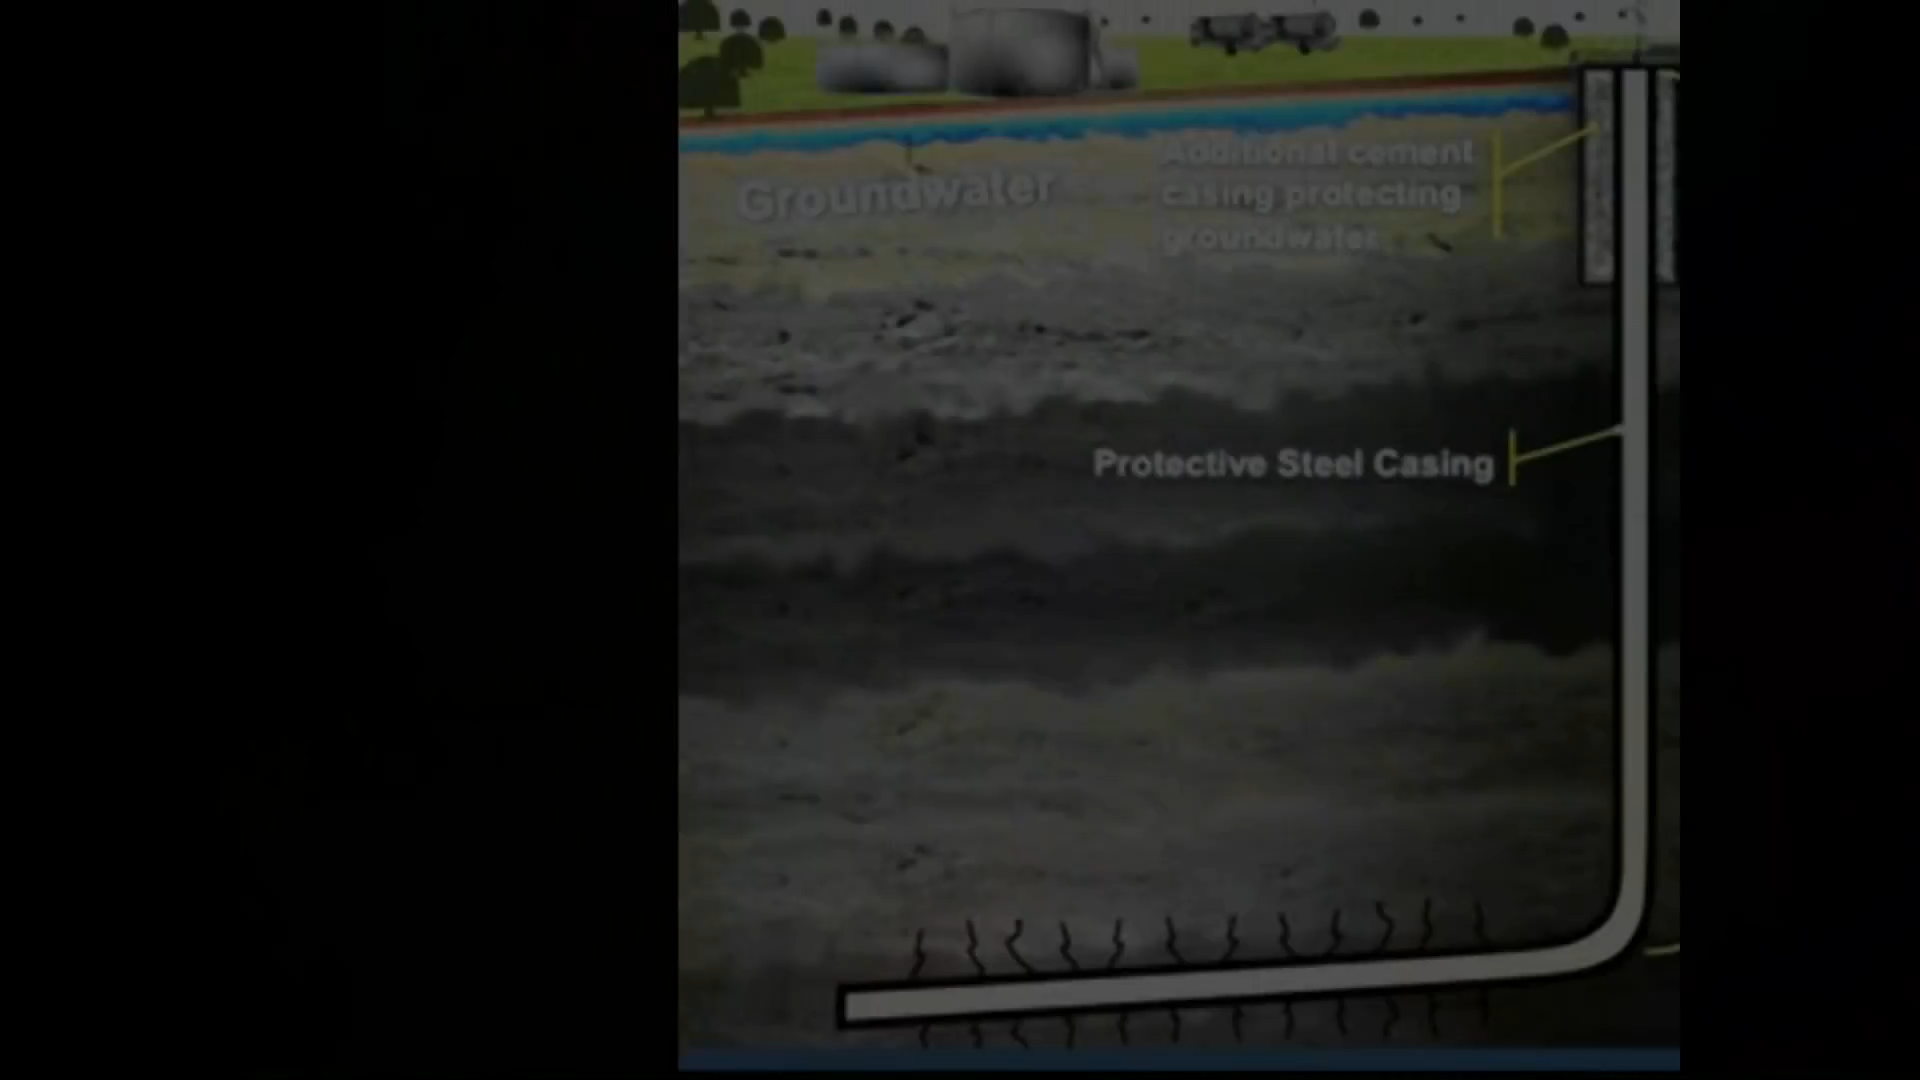 Groundwater
Additional cement
casing protecting
groundwater
Protective Steel Casing